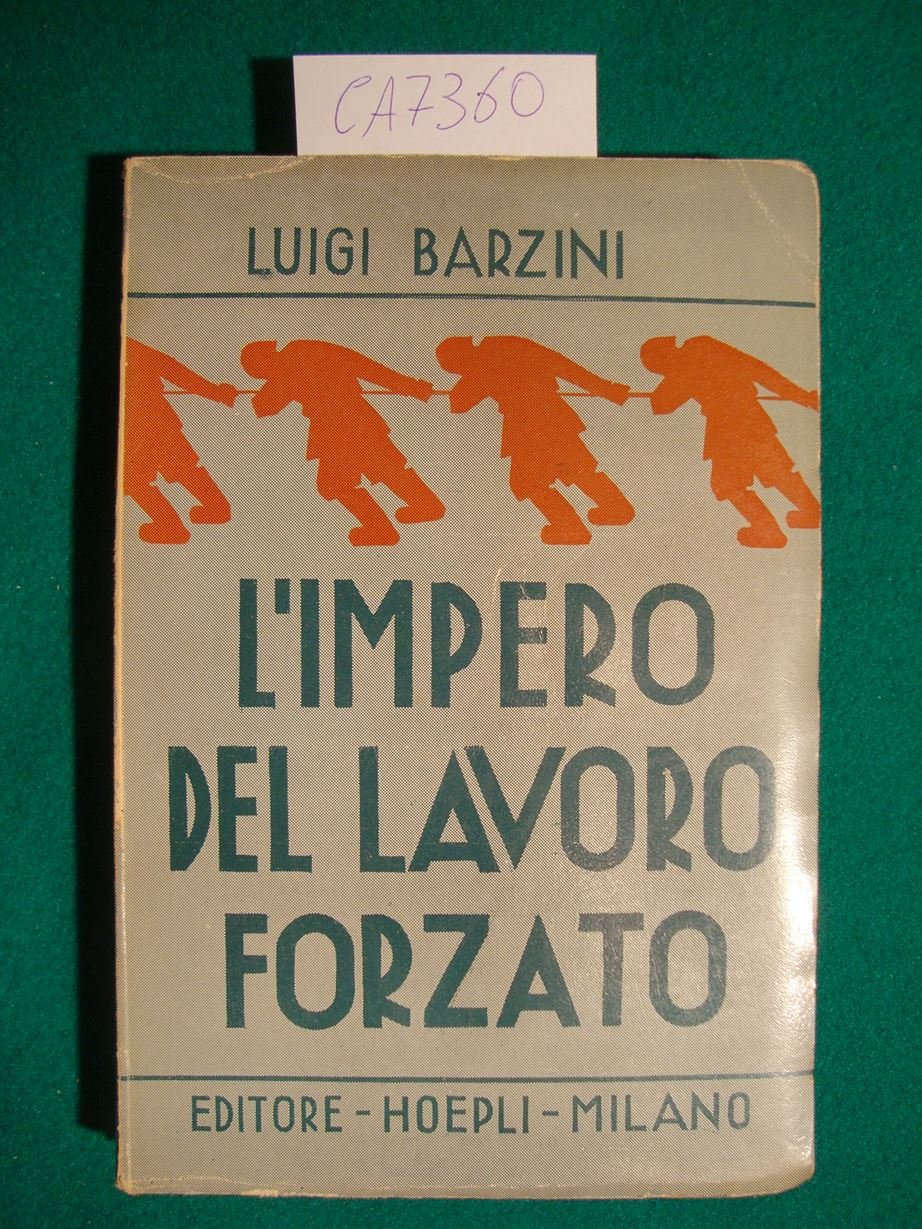 CA7360
LUIGI BARZINI
L'IMPERO
DEL LAVORO
FORZATO
EDITORE - HOEPLI - MILANO